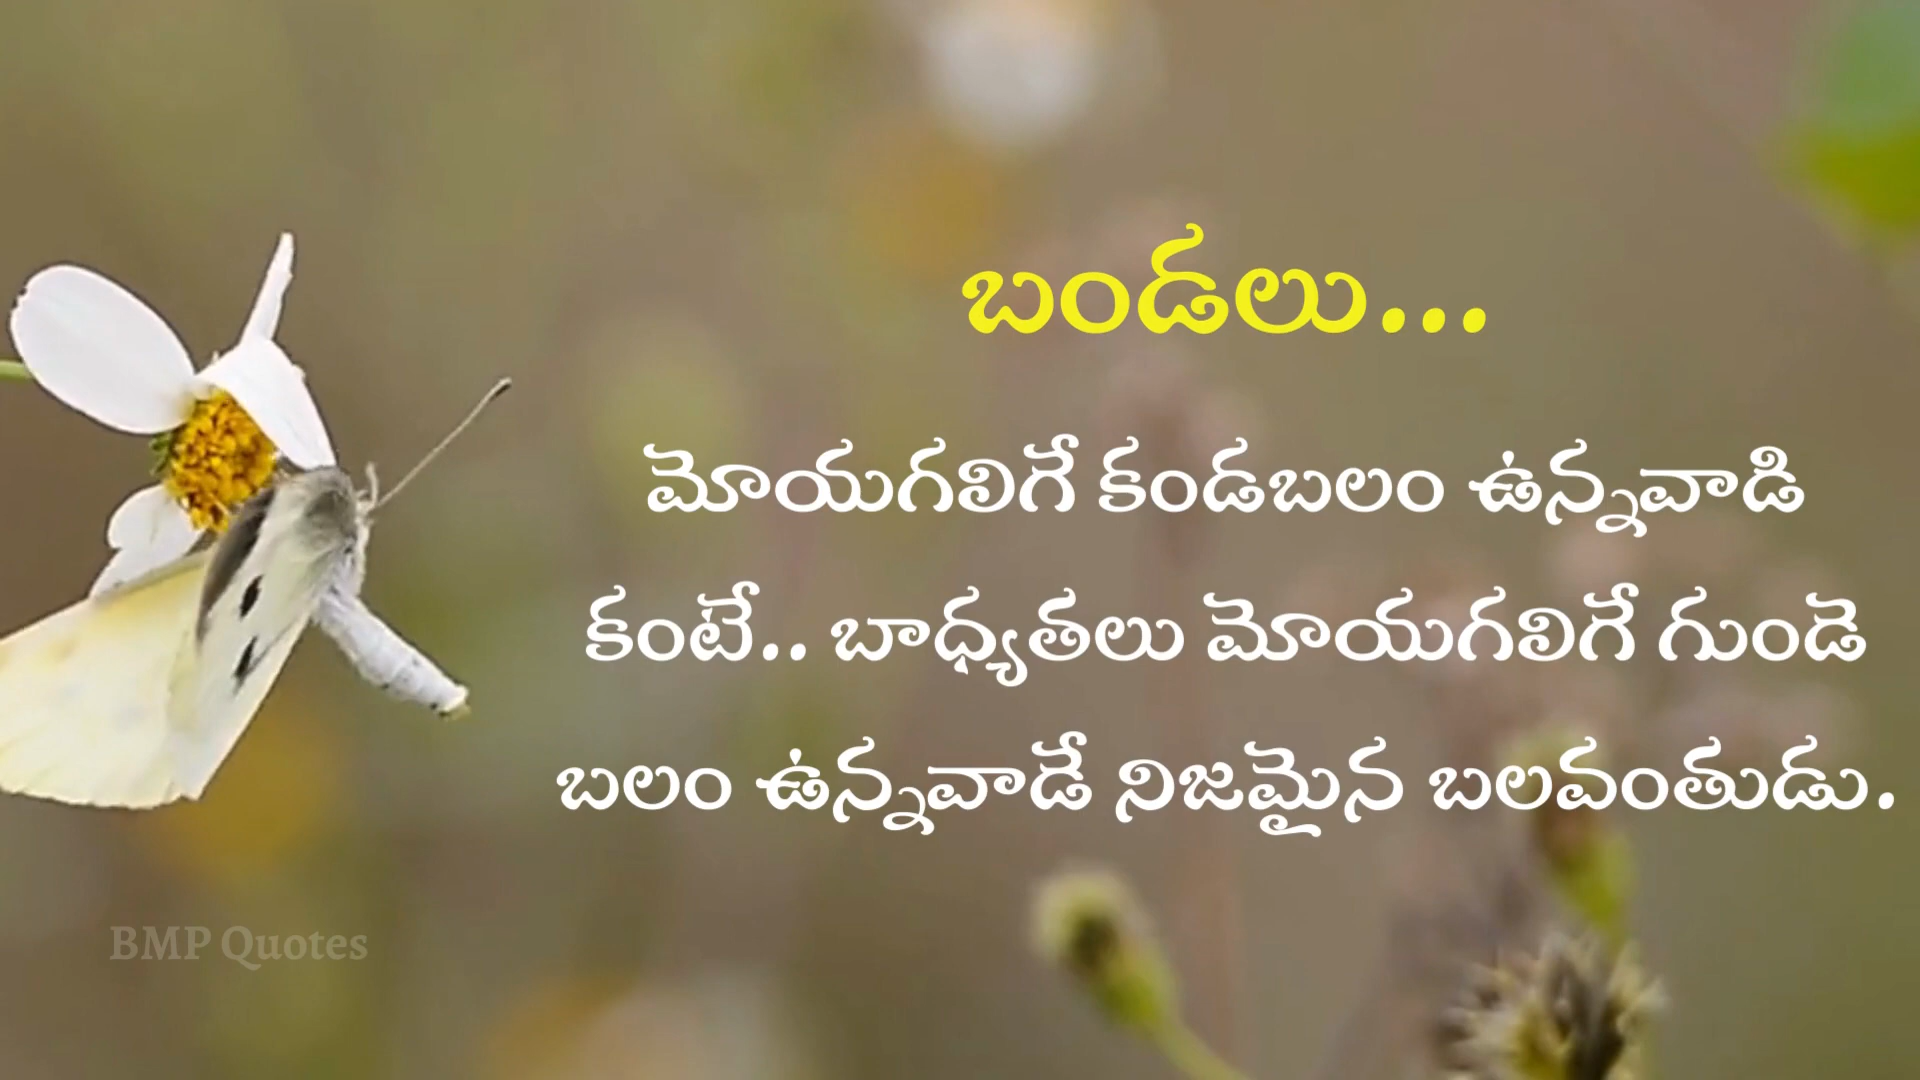 బండలు...
మోయగలిగే కండబలం ఉన్నవాడి
కంటే.. బాధ్యతలు మోయగలిగే గుండె
బలం ఉన్నవాడే నిజమైన బలవంతుడు.
BMP Quotes